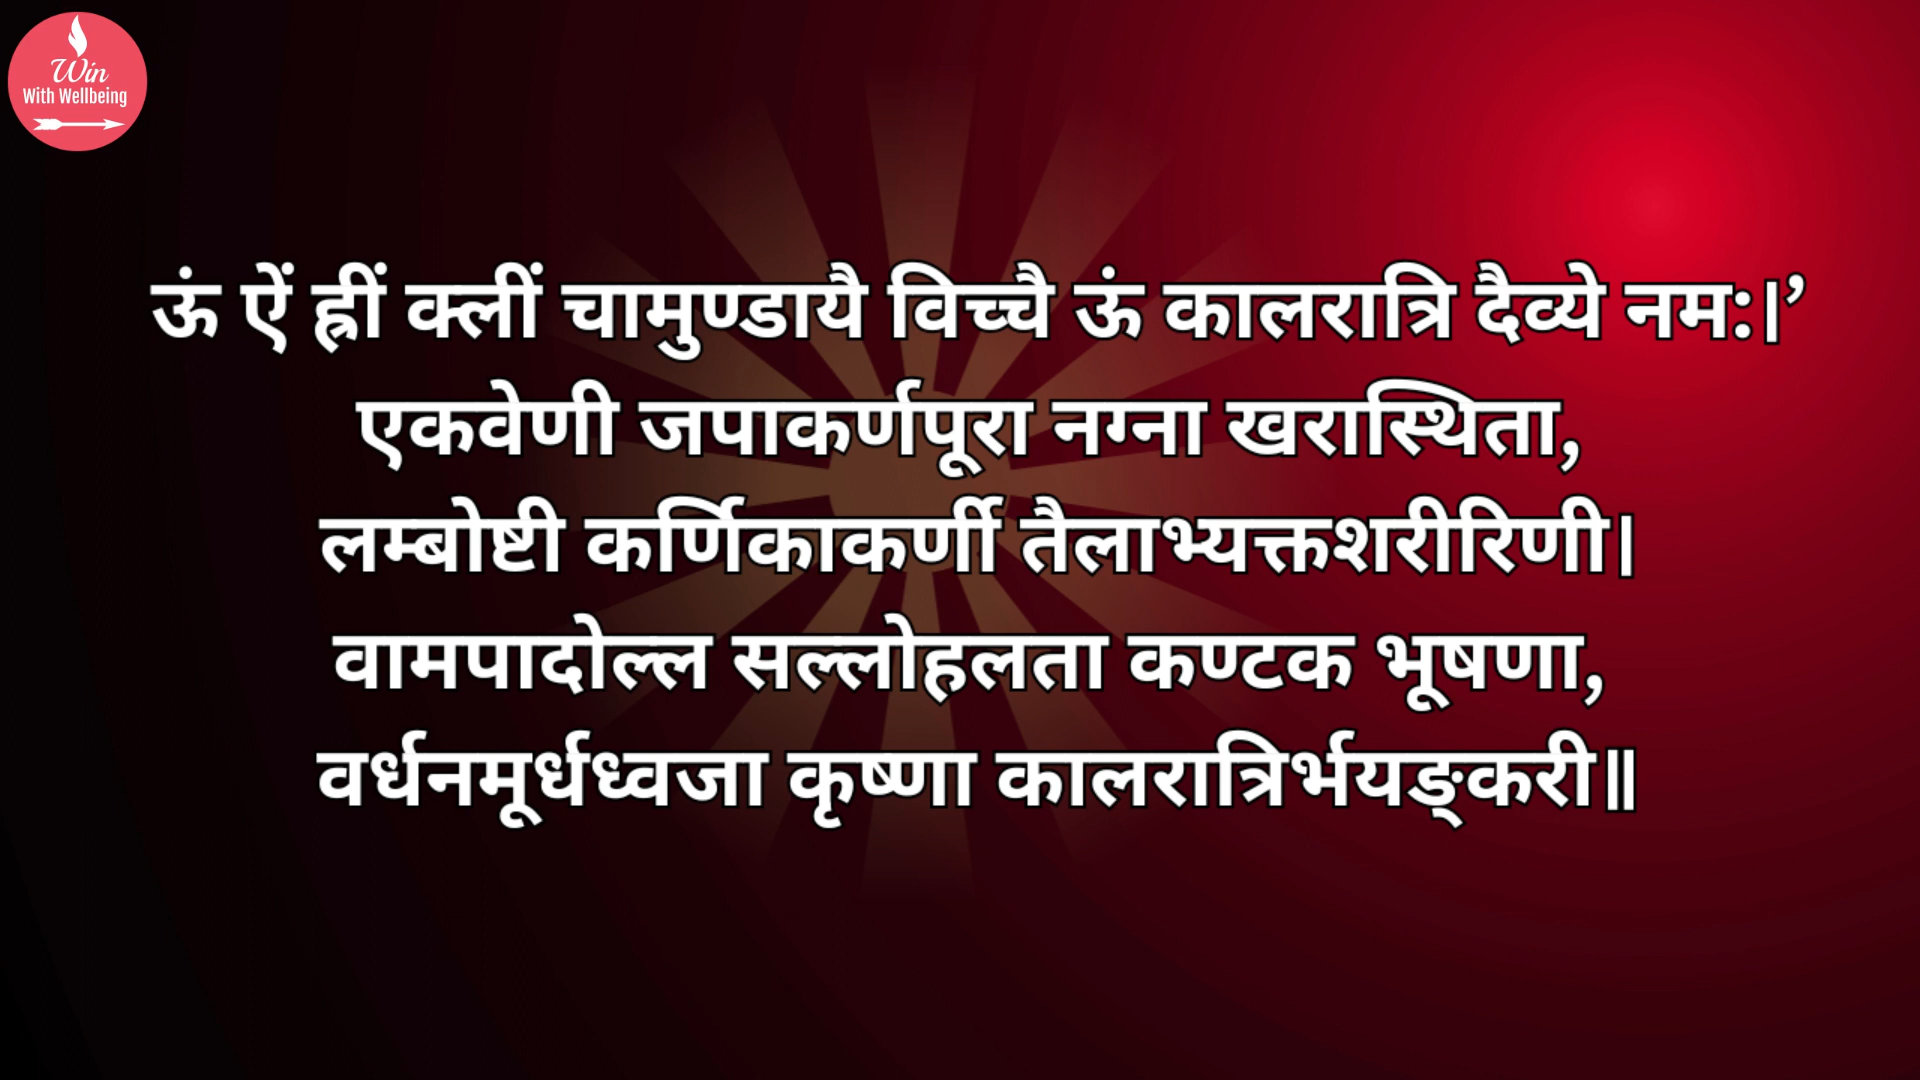 Win
With Wellbeing
ऊं ऐं ह्रीं क्लीं चामुण्डायै विच्चै ऊं कालरात्रि दैव्ये नम:।’
एकवेणी जपाकर्णपूरा नग्ना खरास्थिता,
लम्बोष्टी कर्णिकाकर्णी तैलाभ्यक्तशरीरिणी।
वामपादोल्ल सल्लोहलता कण्टक भूषणा,
वर्धनमूर्धध्वजा कृष्णा कालरात्रिर्भयङ्करी॥